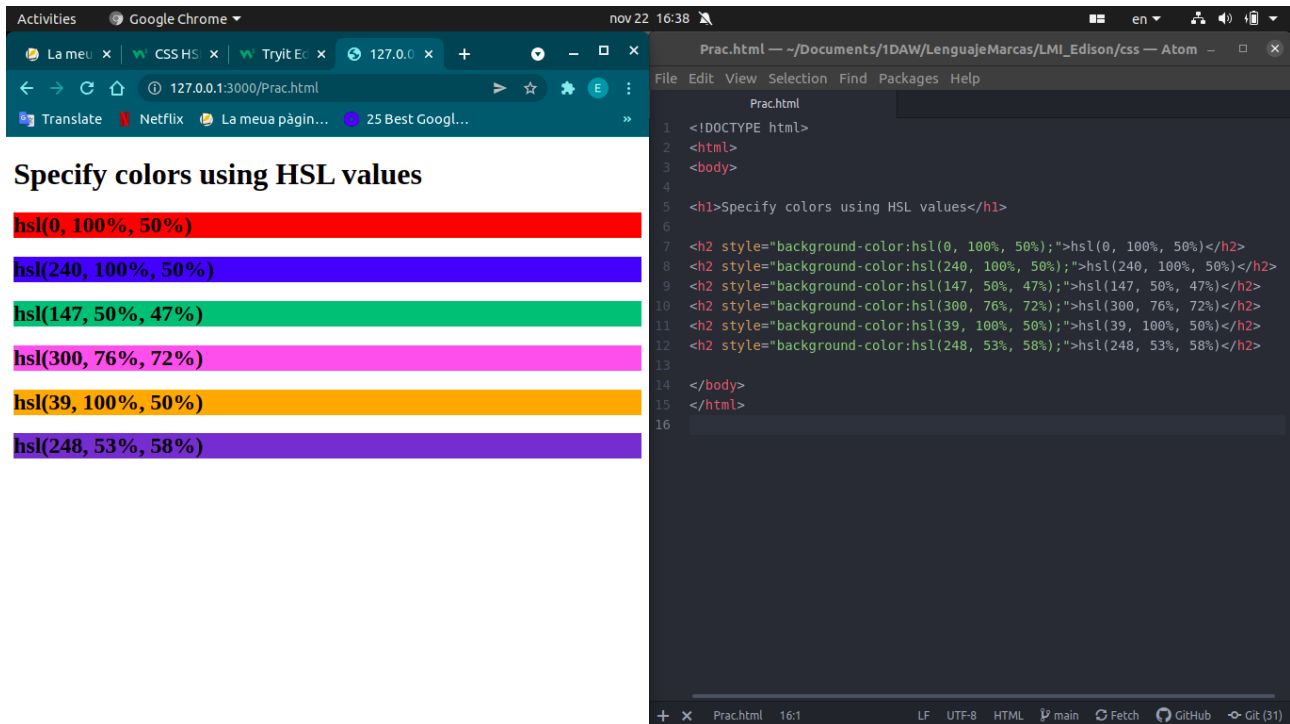 Activities Google Chrome nov 22 16:38 en
La meu CSS HS Tryit Ed 127.0.0
127.0.0.1:3000/Prac.html E
Translate Netflix La meua pàgin... 25 Best Googl... »
Specify colors using HSL values
hsl(0, 100%, 50%)
hsl(240, 100%, 50%)
hsl(147, 50%, 47%)
hsl(300, 76%, 72%)
hsl(39, 100%, 50%)
hsl(248, 53%, 58%)
Prac.html — ~/Documents/1DAW/LenguajeMarcas/LMI_Edison/css — Atom
File Edit View Selection Find Packages Help
Prac.html
1 <!DOCTYPE html>
2 <html>
3 <body>
4
5 <h1>Specify colors using HSL values</h1>
6
7 <h2 style="background-color:hsl(0, 100%, 50%);">hsl(0, 100%, 50%)</h2>
8 <h2 style="background-color:hsl(240, 100%, 50%);">hsl(240, 100%, 50%)</h2>
9 <h2 style="background-color:hsl(147, 50%, 47%);">hsl(147, 50%, 47%)</h2>
10 <h2 style="background-color:hsl(300, 76%, 72%);">hsl(300, 76%, 72%)</h2>
11 <h2 style="background-color:hsl(39, 100%, 50%);">hsl(39, 100%, 50%)</h2>
12 <h2 style="background-color:hsl(248, 53%, 58%);">hsl(248, 53%, 58%)</h2>
13
14 </body>
15 </html>
16
Prac.html 16:1 LF UTF-8 HTML main Fetch GitHub Git (31)